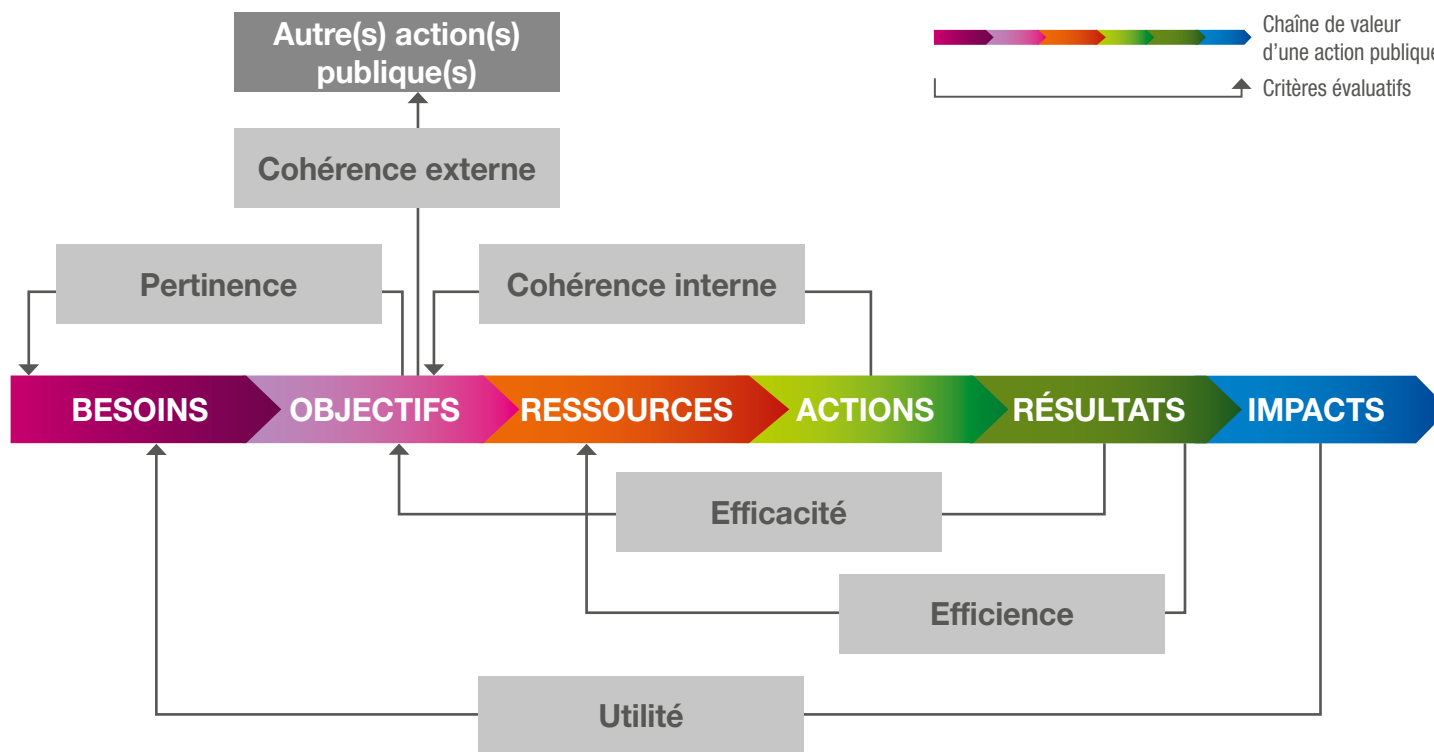 Autre(s) action(s)
publique(s)
Chaîne de valeur
d'une action publique
Critères évaluatifs
Cohérence externe
Pertinence
Cohérence interne
BESOINS
OBJECTIFS
RESSOURCES
ACTIONS
RÉSULTATS
IMPACTS
Efficacité
Efficience
Utilité